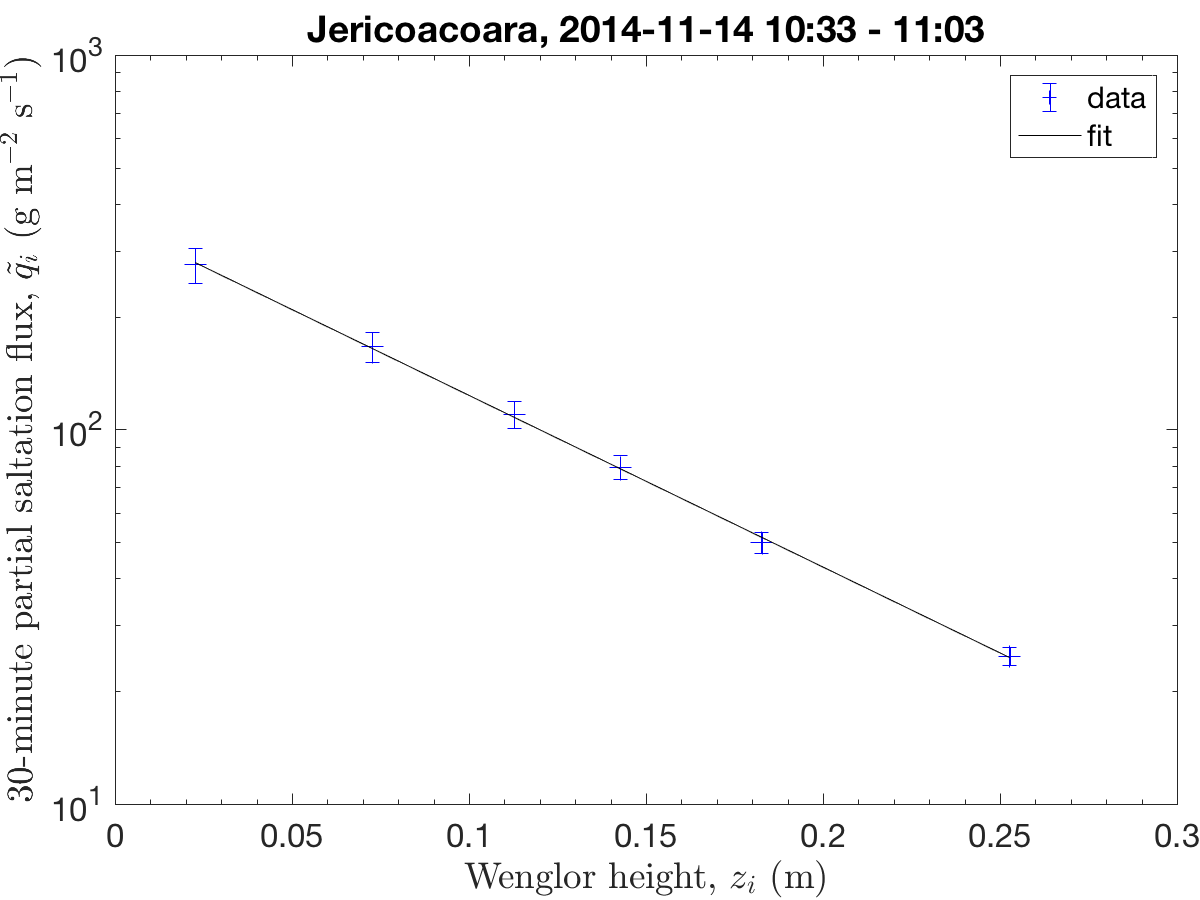 Jericoacoara, 2014-11-14 10:33 - 11:03
data
fit
30-minute partial saltation flux, q̃ᵢ (g m⁻² s⁻¹)
10³
10²
10¹
0 0.05 0.1 0.15 0.2 0.25 0.3
Wenglor height, zᵢ (m)